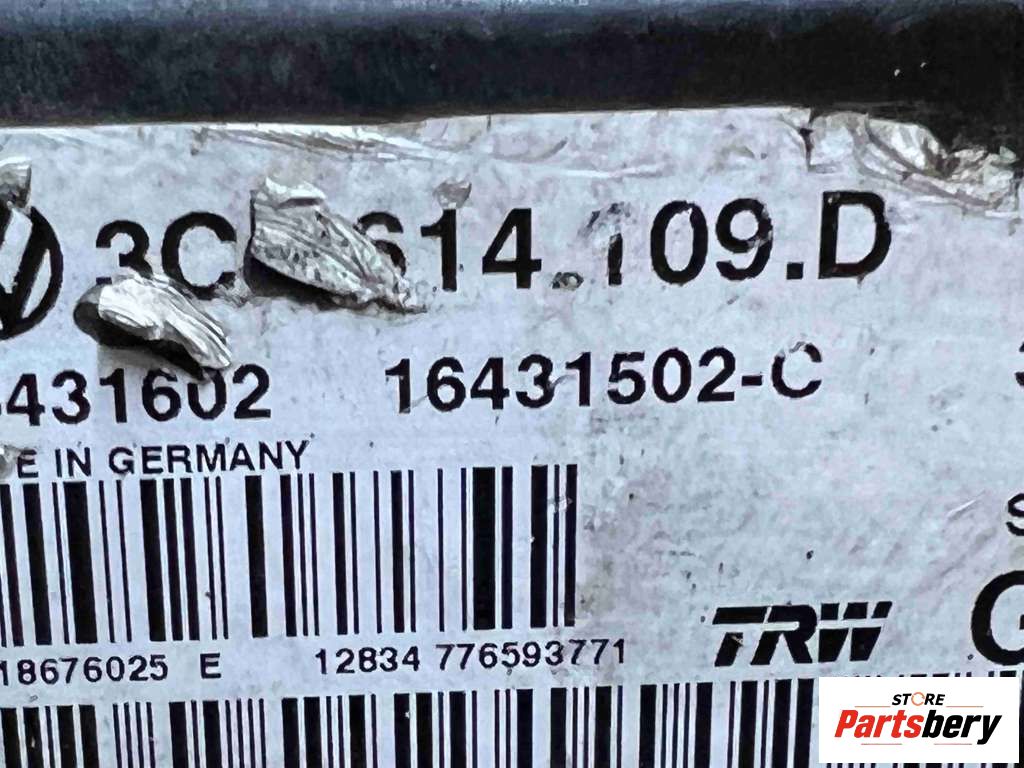 3C 614.109.D
431602 16431502-C
E IN GERMANY
18676025 E 12834 776593771
TRW
STORE
Partsbery